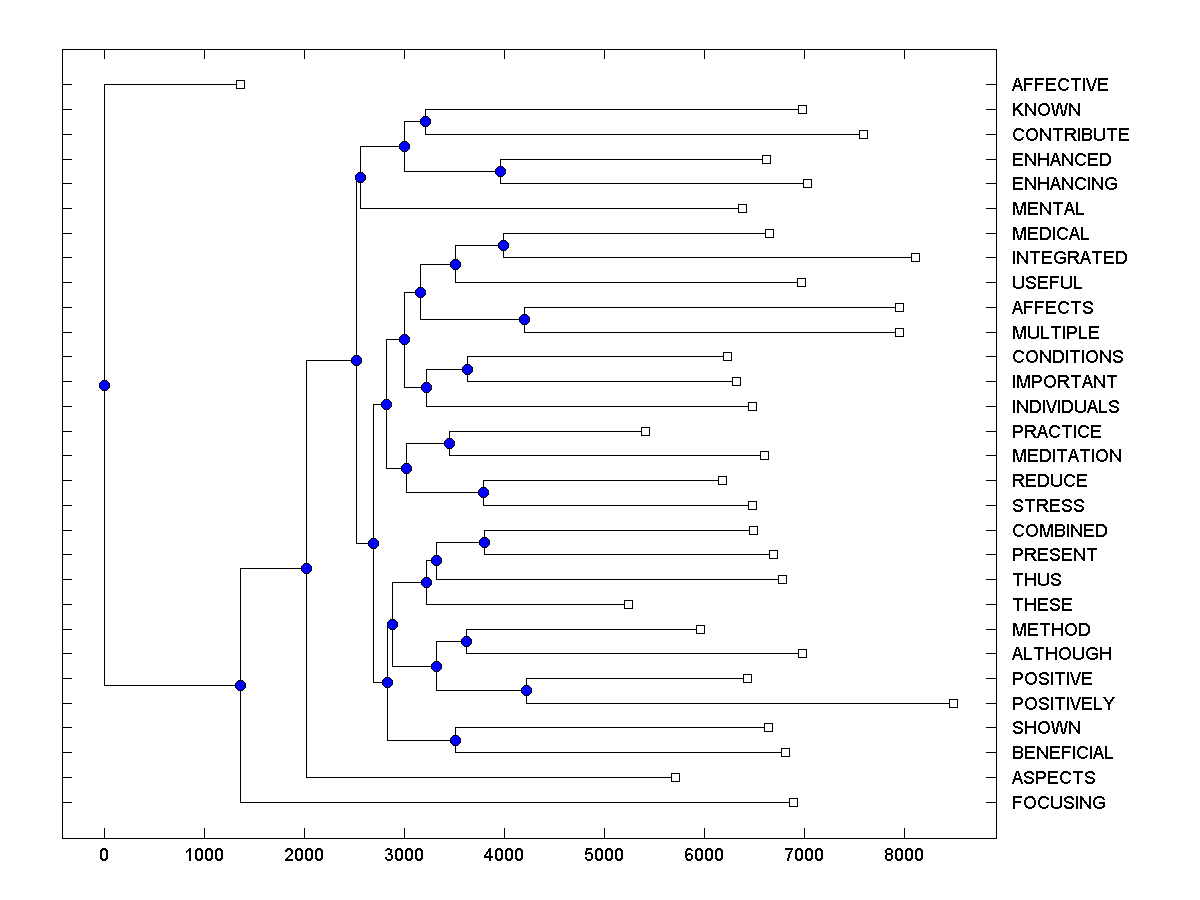 AFFECTIVE
KNOWN
CONTRIBUTE
ENHANCED
ENHANCING
MENTAL
MEDICAL
INTEGRATED
USEFUL
AFFECTS
MULTIPLE
CONDITIONS
IMPORTANT
INDIVIDUALS
PRACTICE
MEDITATION
REDUCE
STRESS
COMBINED
PRESENT
THUS
THESE
METHOD
ALTHOUGH
POSITIVE
POSITIVELY
SHOWN
BENEFICIAL
ASPECTS
FOCUSING
0 1000 2000 3000 4000 5000 6000 7000 8000